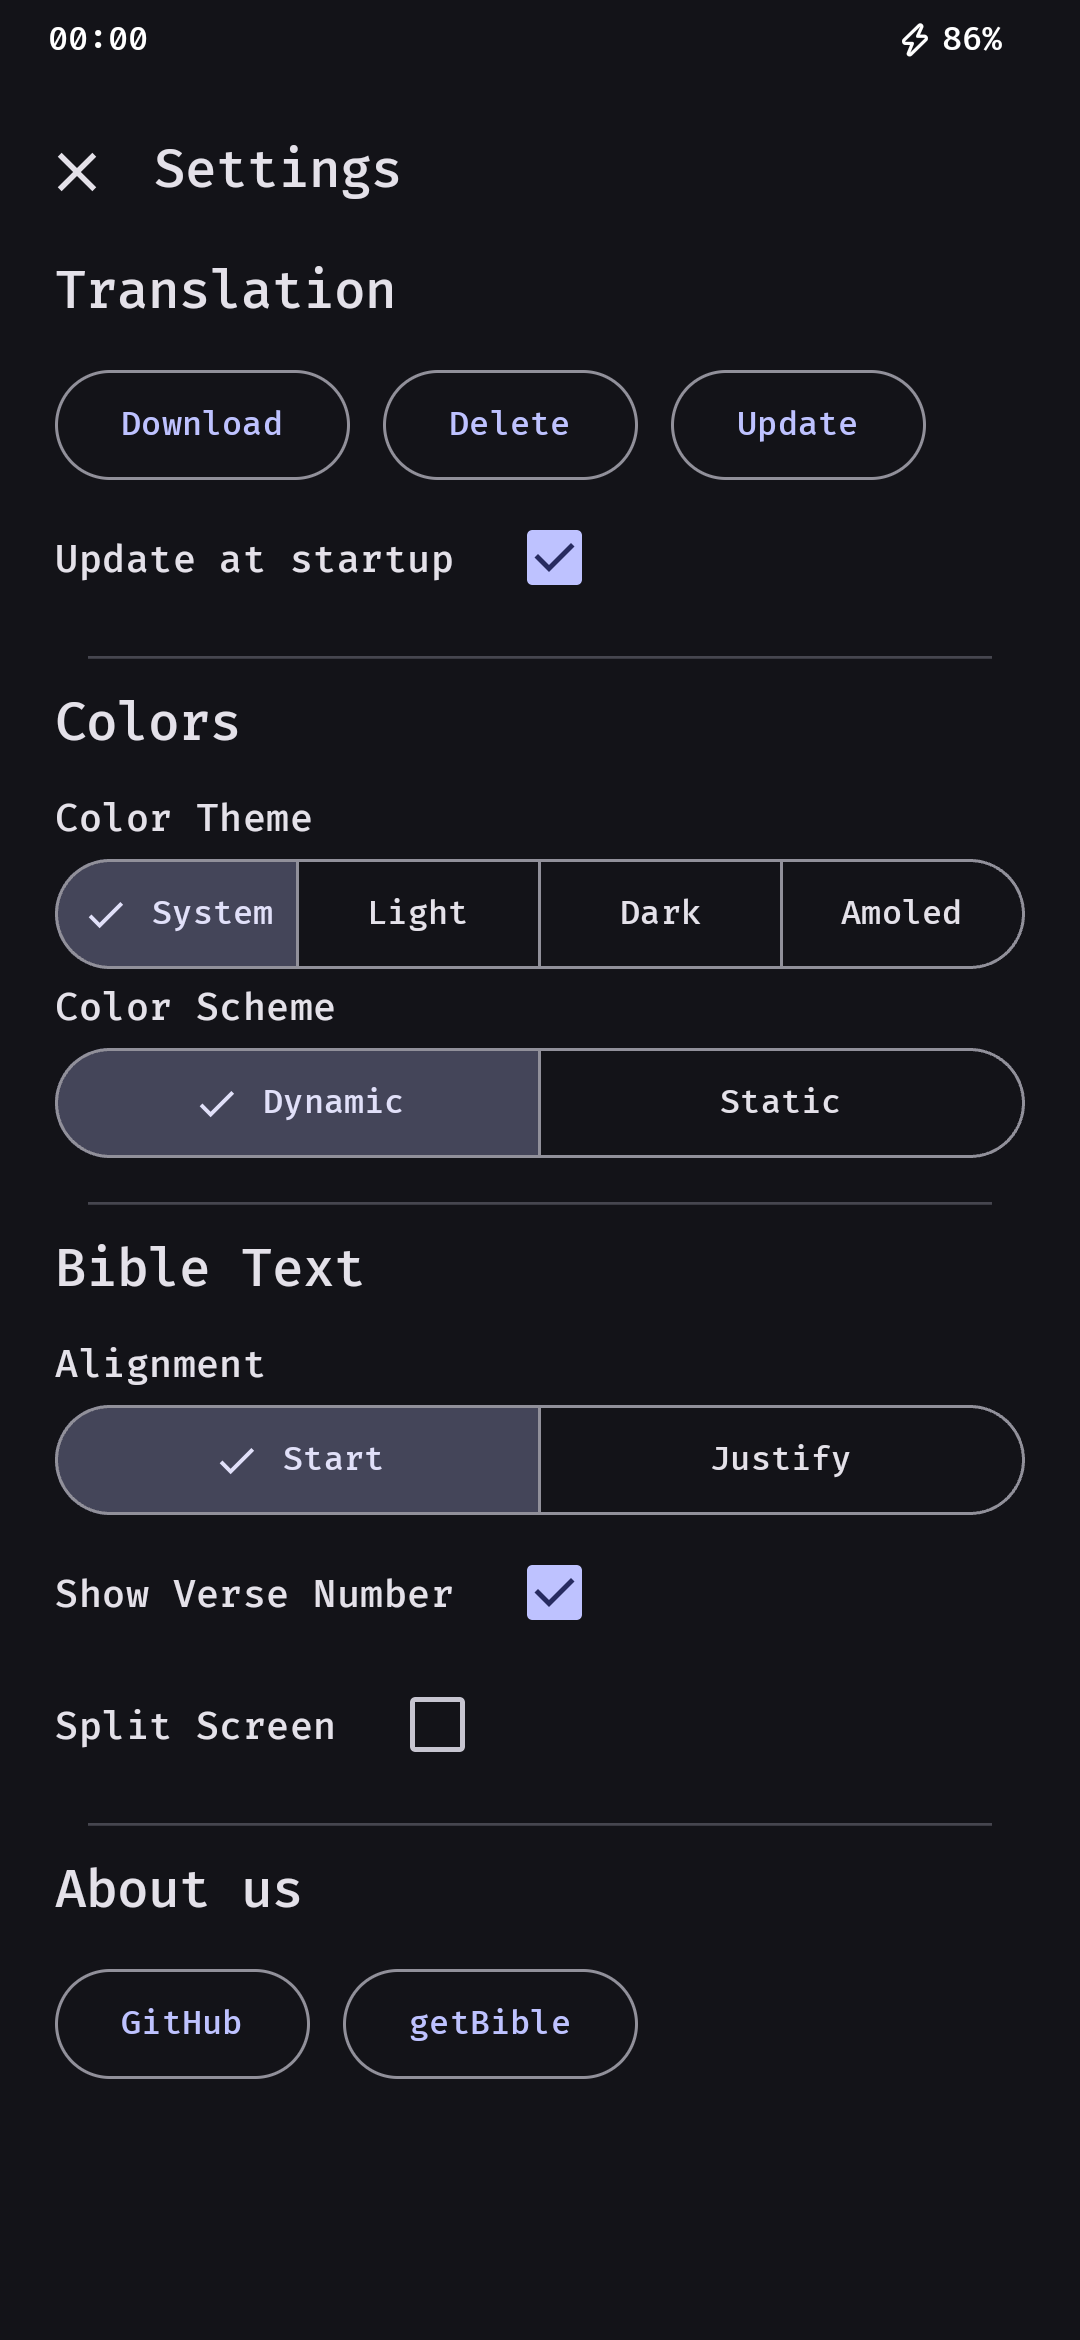 00:00 86%
Settings
Translation
Download Delete Update
Update at startup
Colors
Color Theme
System Light Dark Amoled
Color Scheme
Dynamic Static
Bible Text
Alignment
Start Justify
Show Verse Number
Split Screen
About us
GitHub getBible